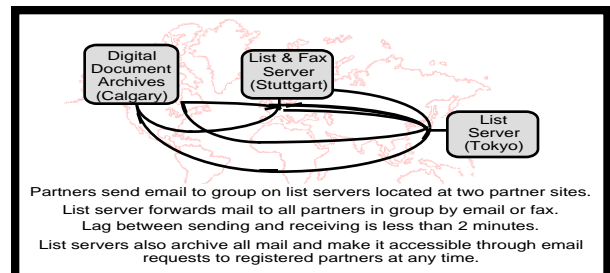 Digital
Document
Archives
(Calgary)
List & Fax
Server
(Stuttgart)
List
Server
(Tokyo)
Partners send email to group on list servers located at two partner sites.
List server forwards mail to all partners in group by email or fax.
Lag between sending and receiving is less than 2 minutes.
List servers also archive all mail and make it accessible through email
requests to registered partners at any time.